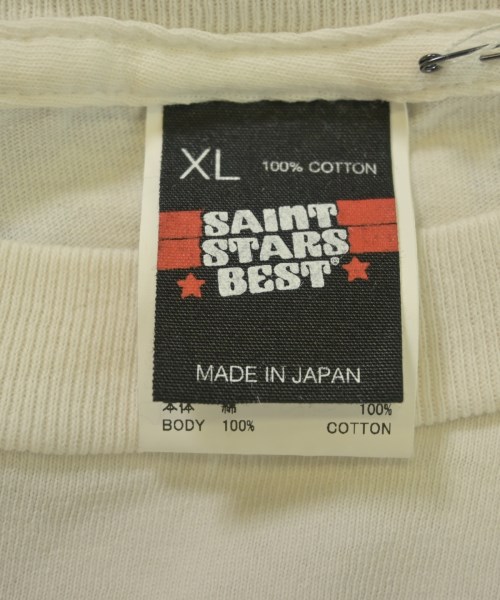 XL 100% COTTON
SAINT
STARS
BEST®
MADE IN JAPAN
本体 綿 100%
BODY 100% COTTON